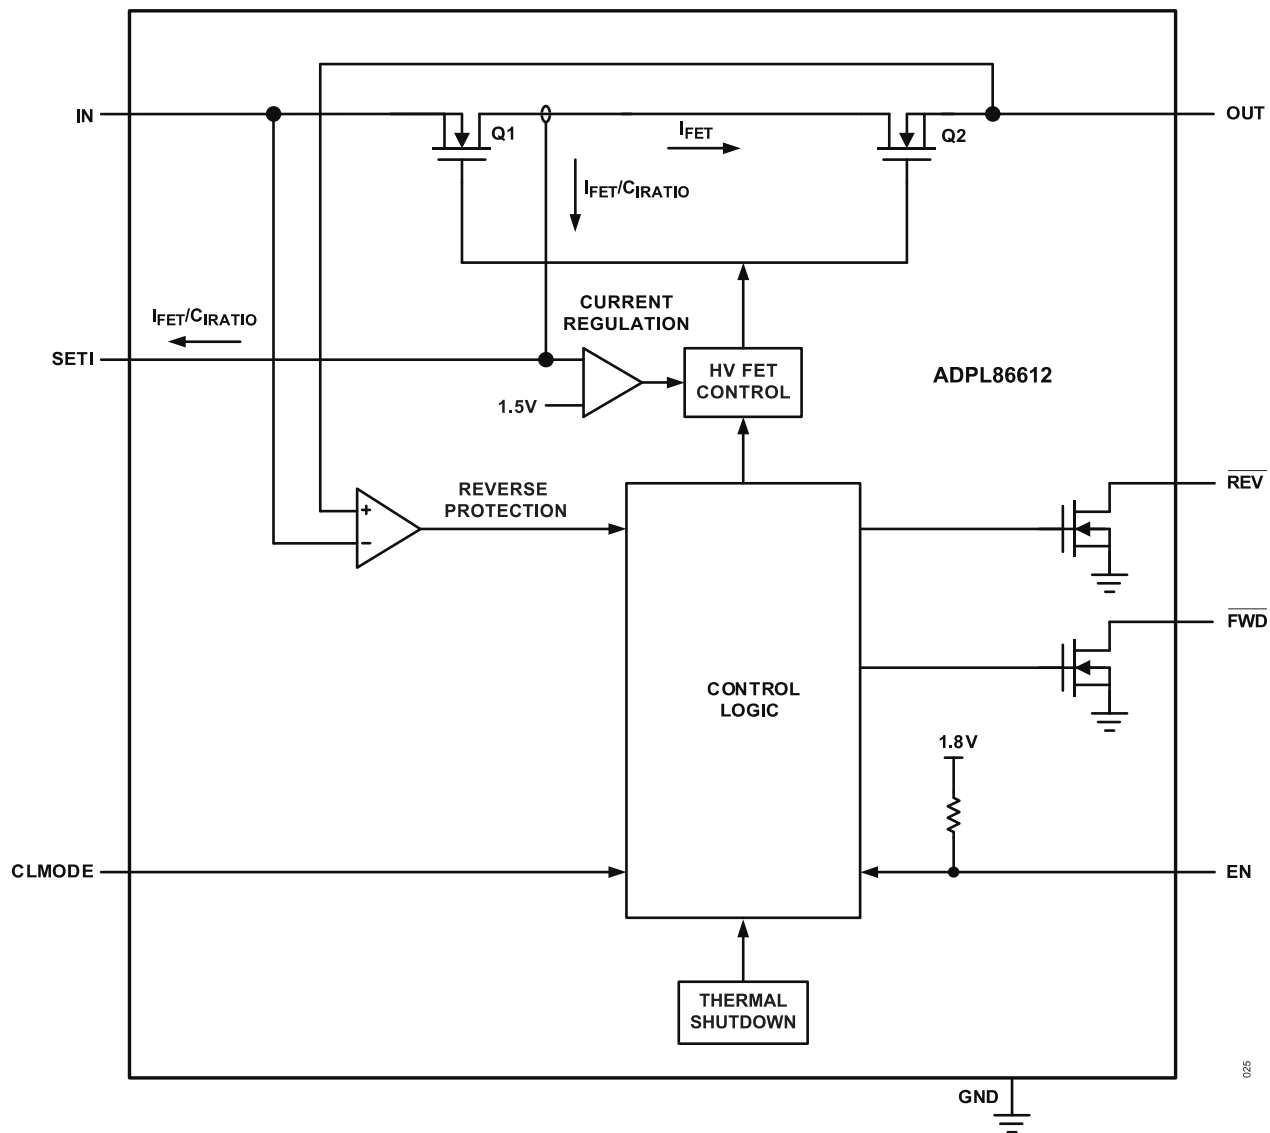 IN
Q1
IFET
Q2
OUT
IFET/CIRATIO
IFET/CIRATIO
CURRENT
REGULATION
SETI
1.5V
HV FET
CONTROL
ADPL86612
+
−
REVERSE
PROTECTION
REV
FWD
CONTROL
LOGIC
1.8V
CLMODE
EN
THERMAL
SHUTDOWN
GND
025